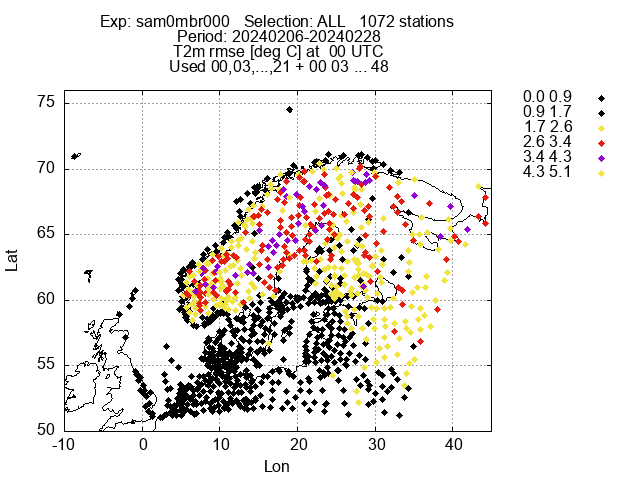 Exp: sam0mbr000 Selection: ALL 1072 stations
Period: 20240206-20240228
T2m rmse [deg C] at 00 UTC
Used 00,03,...,21 + 00 03 ... 48
0.0 0.9
0.9 1.7
1.7 2.6
2.6 3.4
3.4 4.3
4.3 5.1
75
70
65
60
55
50
Lat
-10 0 10 20 30 40
Lon